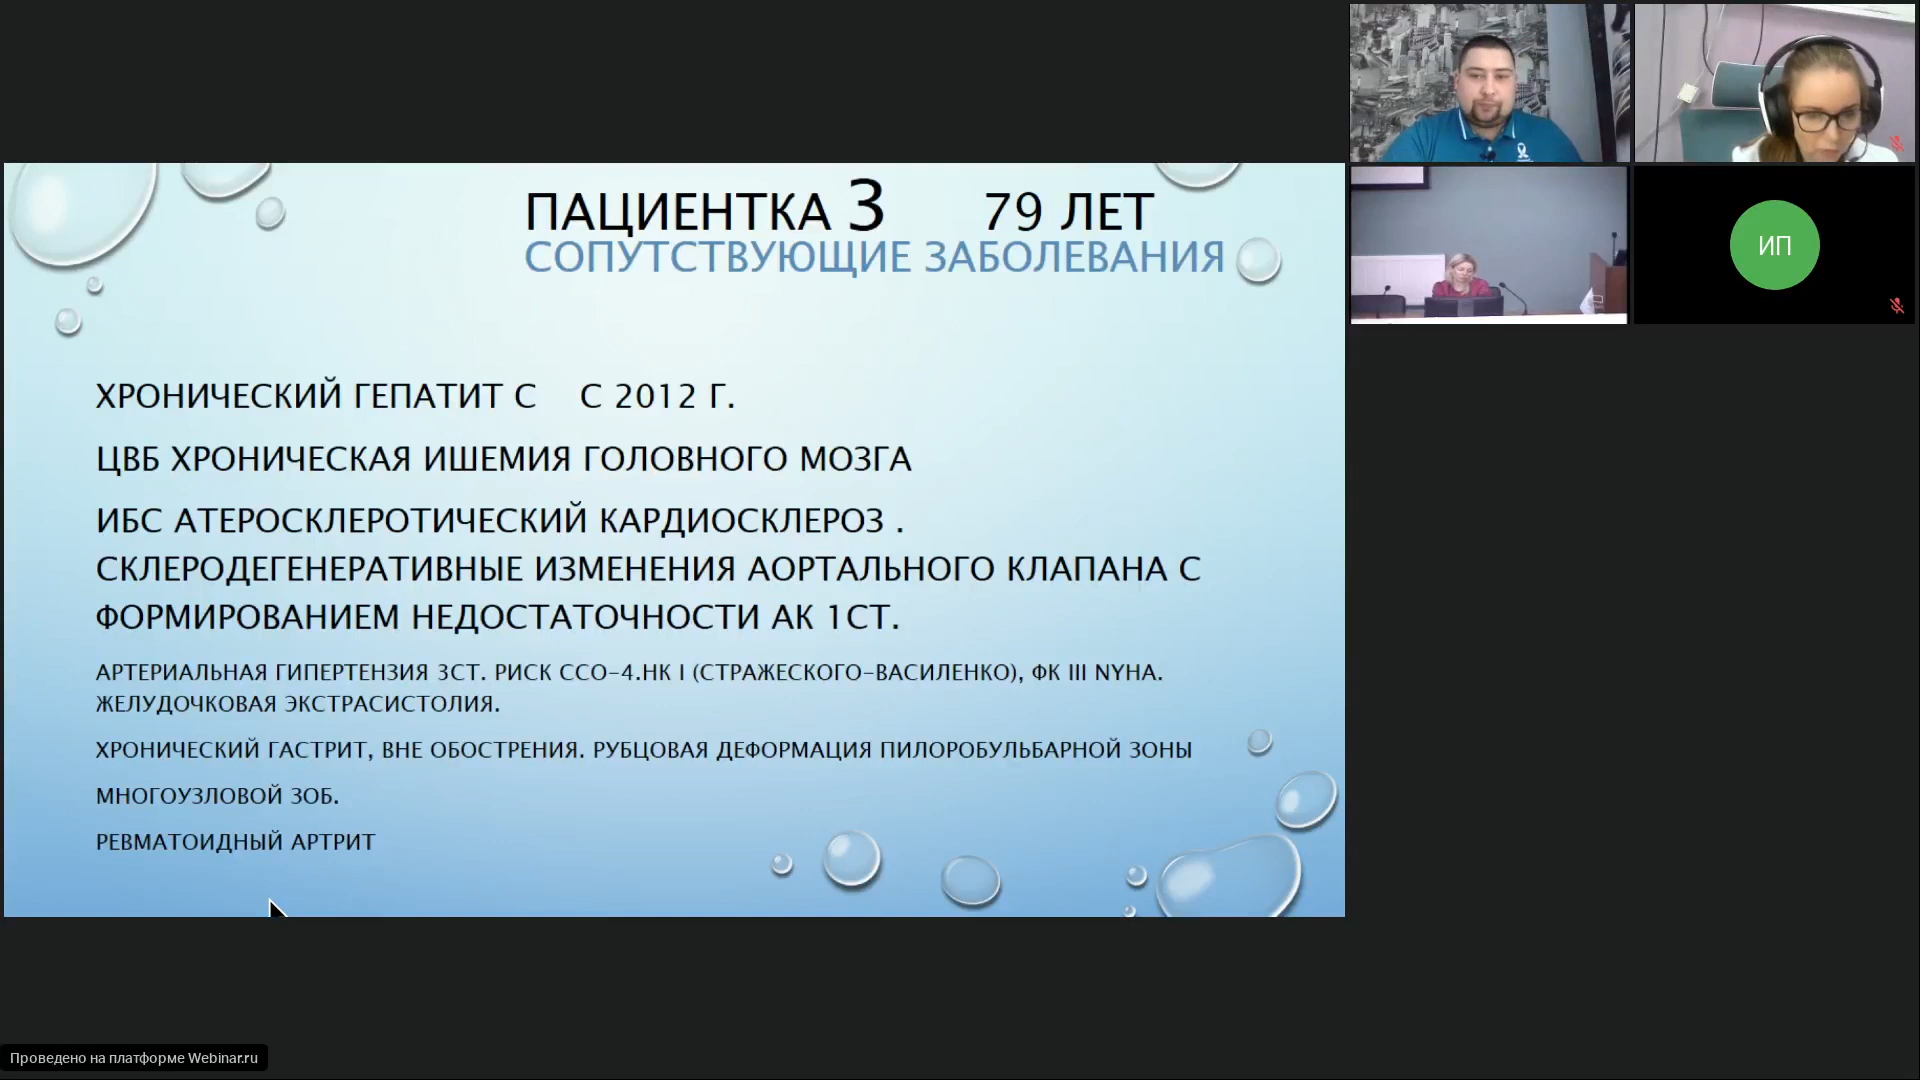 ПАЦИЕНТКА 3 79 ЛЕТ
СОПУТСТВУЮЩИЕ ЗАБОЛЕВАНИЯ
ХРОНИЧЕСКИЙ ГЕПАТИТ С С 2012 Г.
ЦВБ ХРОНИЧЕСКАЯ ИШЕМИЯ ГОЛОВНОГО МОЗГА
ИБС АТЕРОСКЛЕРОТИЧЕСКИЙ КАРДИОСКЛЕРОЗ .
СКЛЕРОДЕГЕНЕРАТИВНЫЕ ИЗМЕНЕНИЯ АОРТАЛЬНОГО КЛАПАНА С
ФОРМИРОВАНИЕМ НЕДОСТАТОЧНОСТИ АК 1СТ.
АРТЕРИАЛЬНАЯ ГИПЕРТЕНЗИЯ 3СТ. РИСК ССО-4.НК I (СТРАЖЕСКОГО-ВАСИЛЕНКО), ФК III NYHA.
ЖЕЛУДОЧКОВАЯ ЭКСТРАСИСТОЛИЯ.
ХРОНИЧЕСКИЙ ГАСТРИТ, ВНЕ ОБОСТРЕНИЯ. РУБЦОВАЯ ДЕФОРМАЦИЯ ПИЛОРОБУЛЬБАРНОЙ ЗОНЫ
МНОГОУЗЛОВОЙ ЗОБ.
РЕВМАТОИДНЫЙ АРТРИТ
ИП
Проведено на платформе Webinar.ru